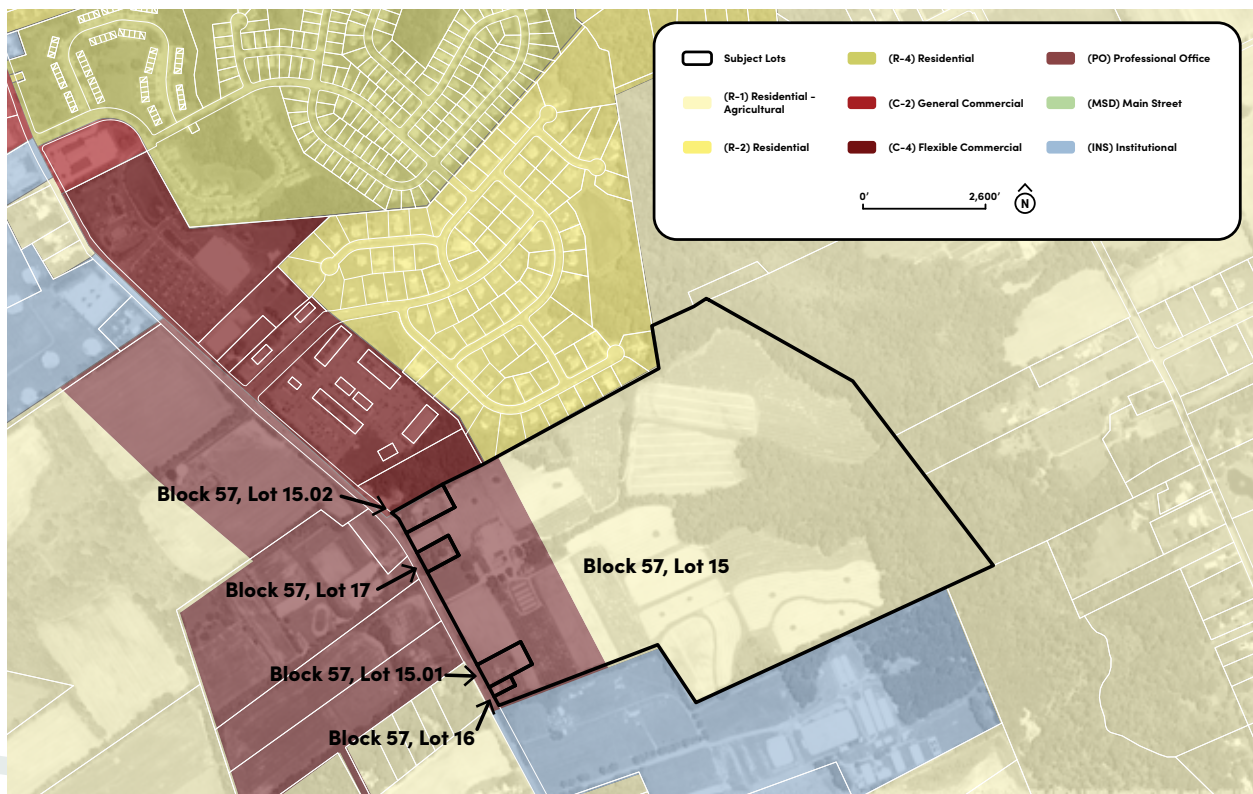 Subject Lots
(R-4) Residential
(PO) Professional Office
(R-1) Residential -
Agricultural
(C-2) General Commercial
(MSD) Main Street
(R-2) Residential
(C-4) Flexible Commercial
(INS) Institutional
0'
2,600'
N
Block 57, Lot 15.02
Block 57, Lot 15
Block 57, Lot 17
Block 57, Lot 15.01
Block 57, Lot 16